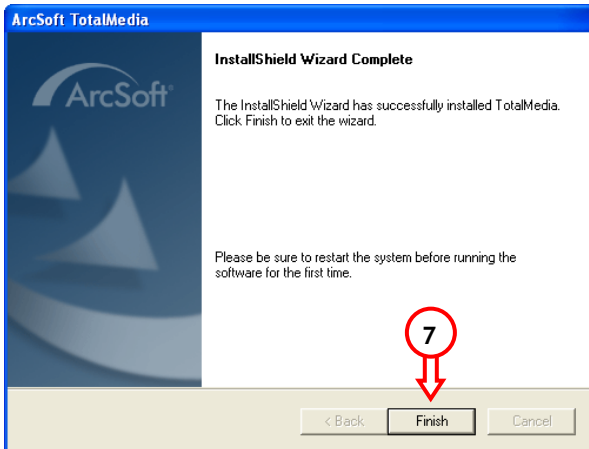 ArcSoft TotalMedia
ArcSoft®
InstallShield Wizard Complete
The InstallShield Wizard has successfully installed TotalMedia.
Click Finish to exit the wizard.
Please be sure to restart the system before running the
software for the first time.
7
< Back Finish Cancel